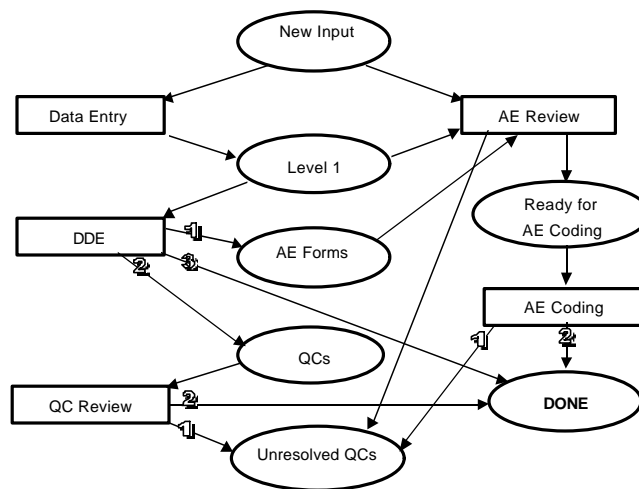 New Input
Data Entry
AE Review
Level 1
Ready for
AE Coding
DDE
1
AE Forms
2
3
AE Coding
1
2
QCs
QC Review
2
DONE
1
Unresolved QCs